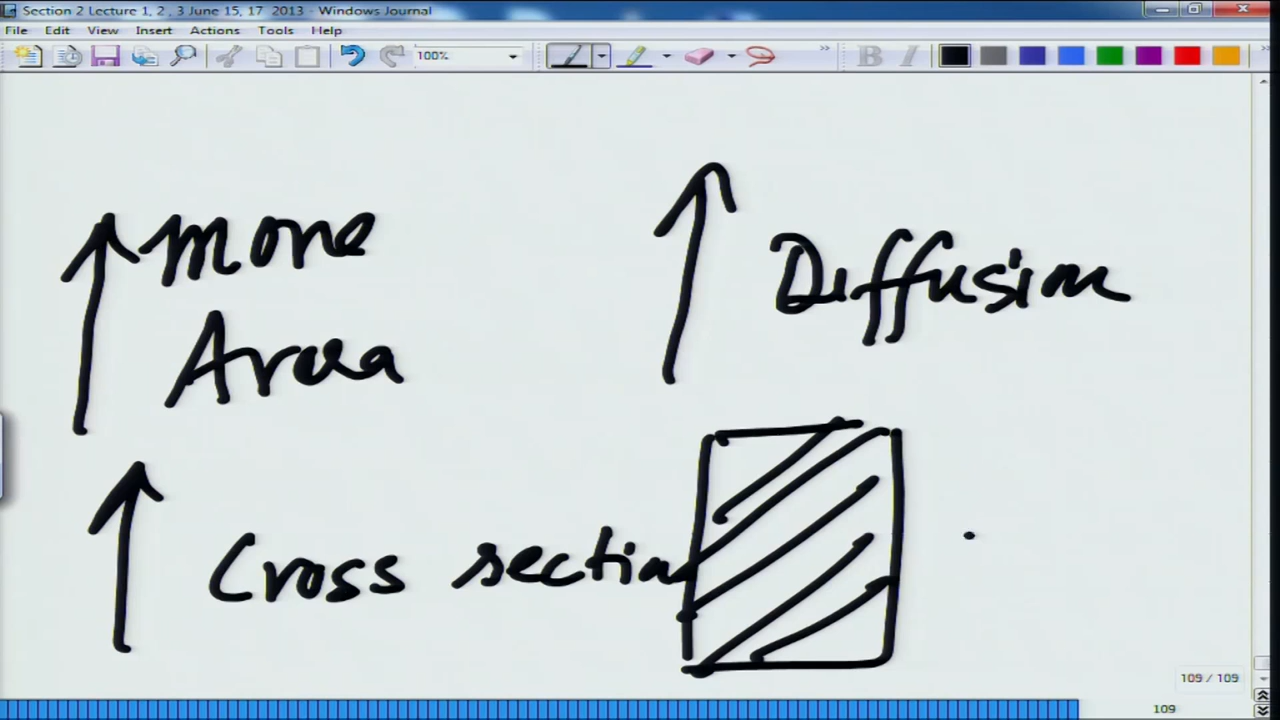 Section 2 Lecture 1, 2 , 3 June 15, 17 2013 - Windows Journal
File Edit View Insert Actions Tools Help
100%
B I
more
Area
Diffusion
Cross section
109 / 109
109